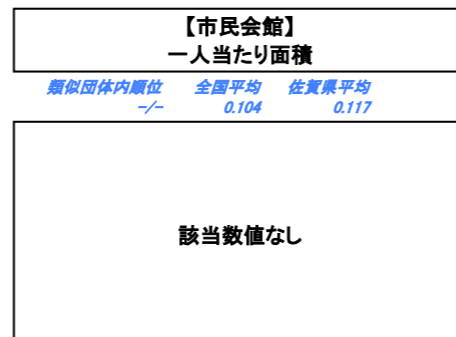 【市民会館】
一人当たり面積
類似団体内順位 全国平均 佐賀県平均
-/- 0.104 0.117
該当数値なし